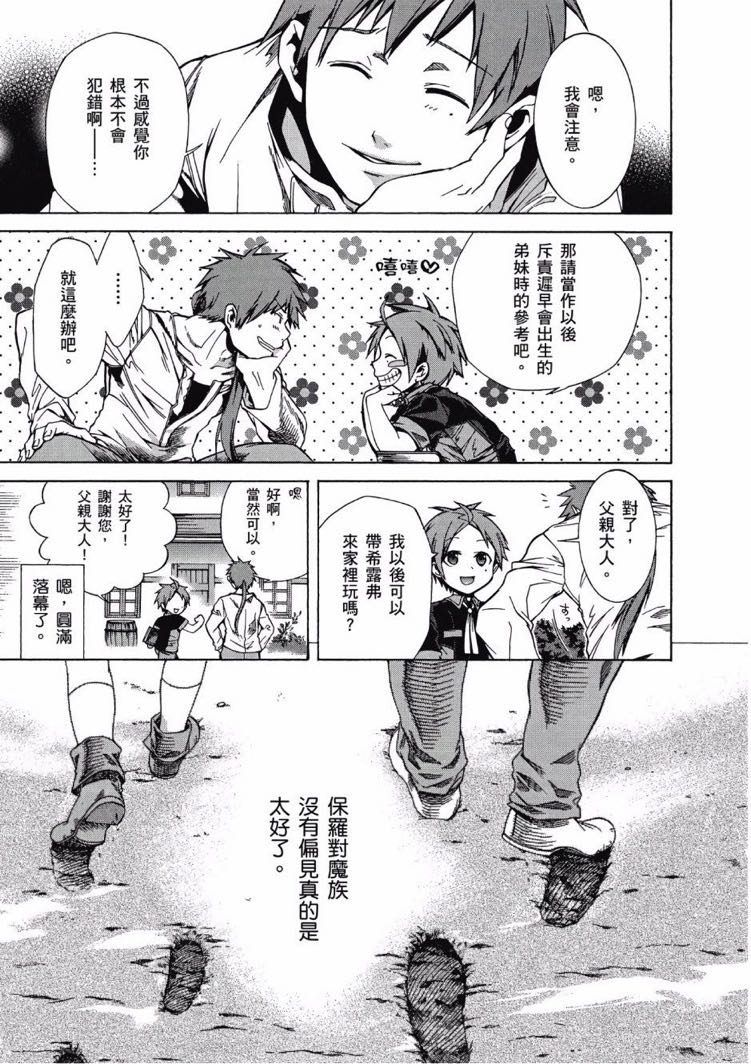 嗯，
我會注意。
不過感覺你
根本不會
犯錯啊——…
那請當作以後
斥責遲早會出生的
弟妹時的參考吧。
嘻嘻♡
……
就這麼辦吧。
對了，
父親大人。
すっ
我以後可以
帶希露弗
來家裡玩嗎？
嗯
好啊，
當然可以。
太好了！
謝謝您，
父親大人！
嗯，圓滿
落幕了。
保羅對魔族
沒有偏見真的是
太好了。